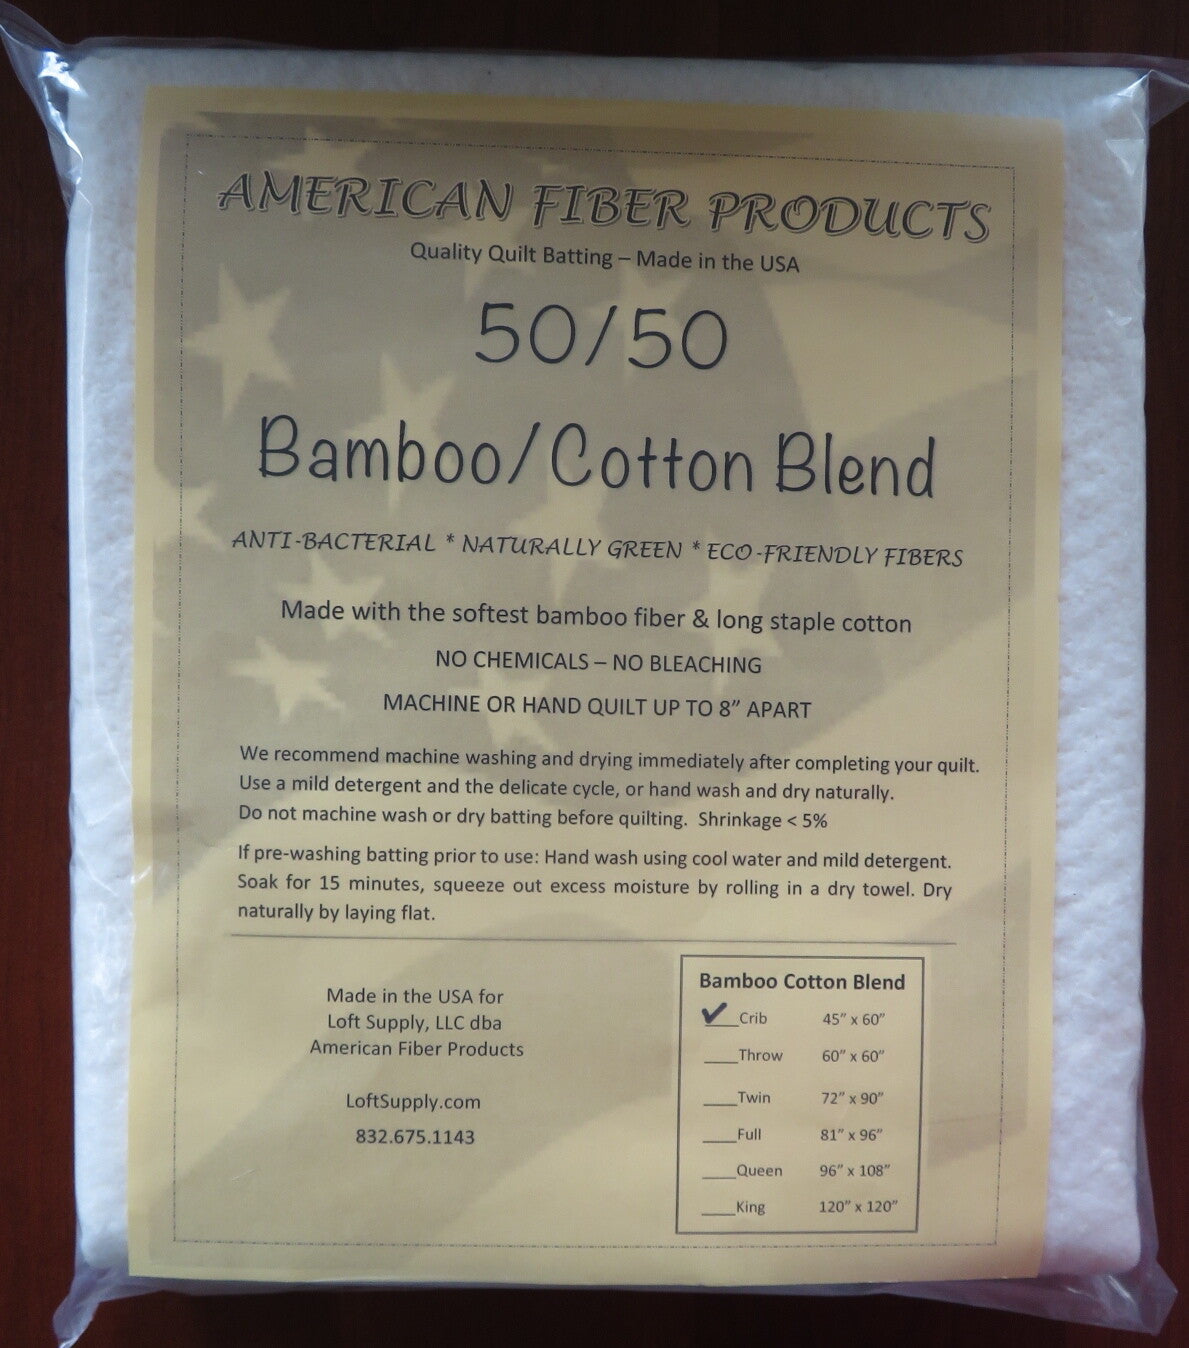 AMERICAN FIBER PRODUCTS
Quality Quilt Batting – Made in the USA
50/50
Bamboo/Cotton Blend
ANTI-BACTERIAL * NATURALLY GREEN * ECO-FRIENDLY FIBERS
Made with the softest bamboo fiber & long staple cotton
NO CHEMICALS – NO BLEACHING
MACHINE OR HAND QUILT UP TO 8” APART
We recommend machine washing and drying immediately after completing your quilt.
Use a mild detergent and the delicate cycle, or hand wash and dry naturally.
Do not machine wash or dry batting before quilting. Shrinkage < 5%
If pre-washing batting prior to use: Hand wash using cool water and mild detergent.
Soak for 15 minutes, squeeze out excess moisture by rolling in a dry towel. Dry
naturally by laying flat.
Made in the USA for
Loft Supply, LLC dba
American Fiber Products
LoftSupply.com
832.675.1143
Bamboo Cotton Blend
✔___Crib 45” x 60”
____Throw 60” x 60”
____Twin 72” x 90”
____Full 81” x 96”
____Queen 96” x 108”
____King 120” x 120”